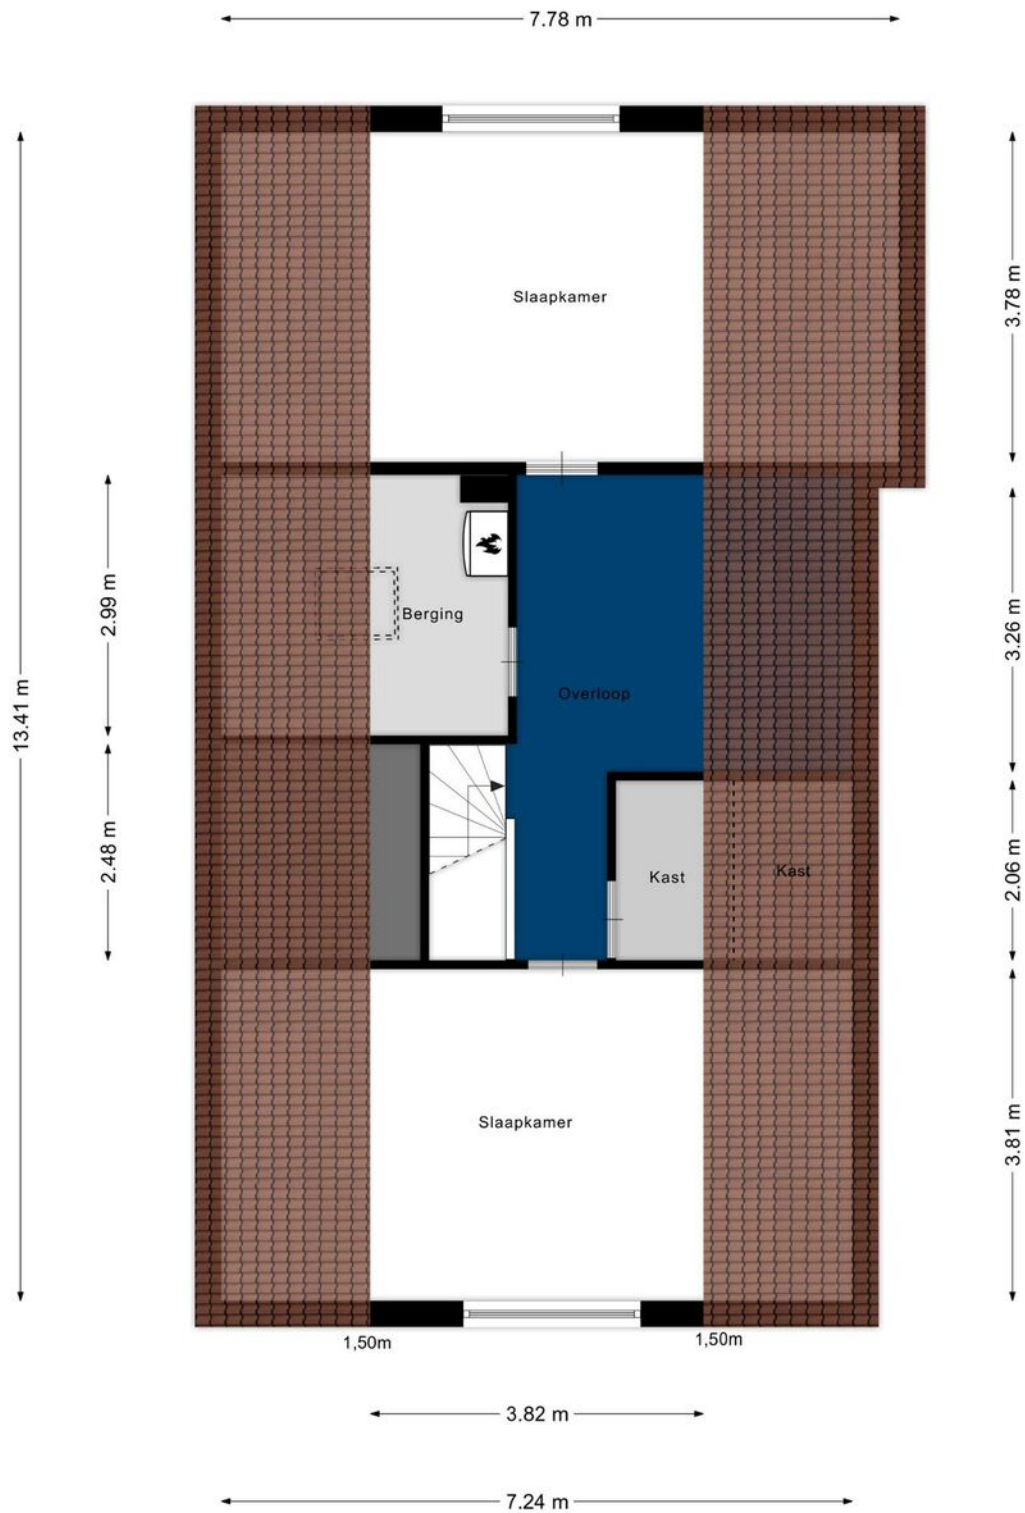 7.78 m
Slaapkamer
3.78 m
2.99 m
Berging
3.26 m
Overloop
13.41 m
2.48 m
Kast
Kast
2.06 m
Slaapkamer
3.81 m
1,50m
1,50m
3.82 m
7.24 m